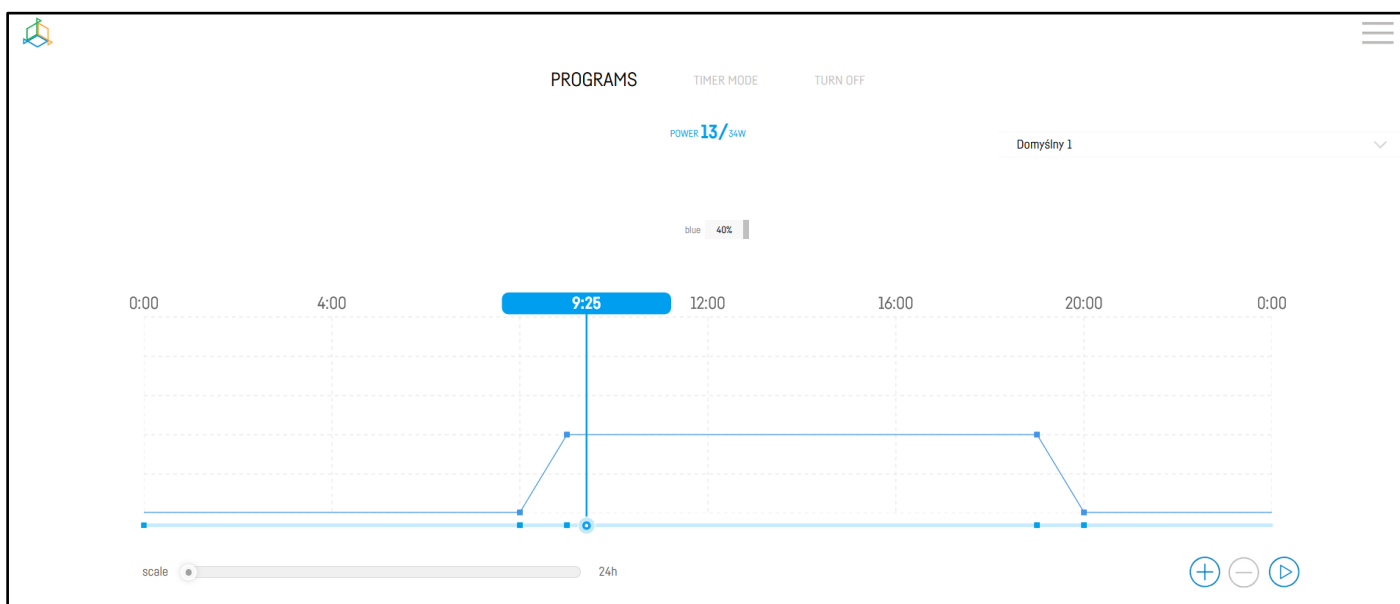 PROGRAMS TIMER MODE TURN OFF
POWER 13/34W
Domyślny 1
blue 40%
0:00 4:00 9:25 12:00 16:00 20:00 0:00
scale 24h